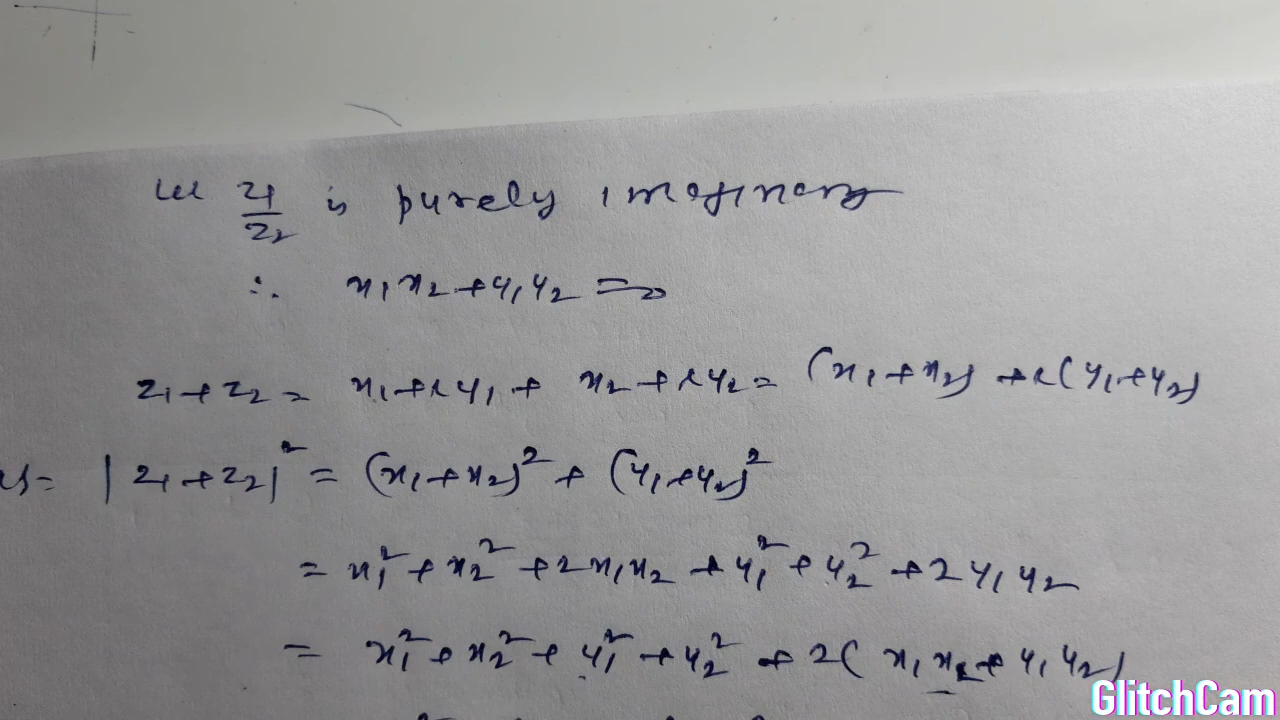 let z₁/z₂ is purely imaginary
∴ x₁x₂ + y₁y₂ = 0
z₁ + z₂ = x₁ + iy₁ + x₂ + iy₂ = (x₁ + x₂) + i(y₁ + y₂)
|z₁ + z₂|² = (x₁ + x₂)² + (y₁ + y₂)²
= x₁² + x₂² + 2x₁x₂ + y₁² + y₂² + 2y₁y₂
= x₁² + x₂² + y₁² + y₂² + 2(x₁x₂ + y₁y₂)
GlitchCam